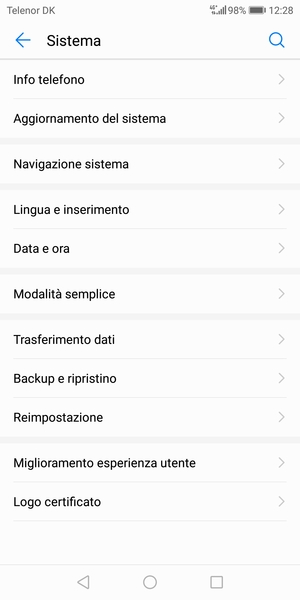 Telenor DK
98% 12:28
Sistema
Info telefono
Aggiornamento del sistema
Navigazione sistema
Lingua e inserimento
Data e ora
Modalità semplice
Trasferimento dati
Backup e ripristino
Reimpostazione
Miglioramento esperienza utente
Logo certificato